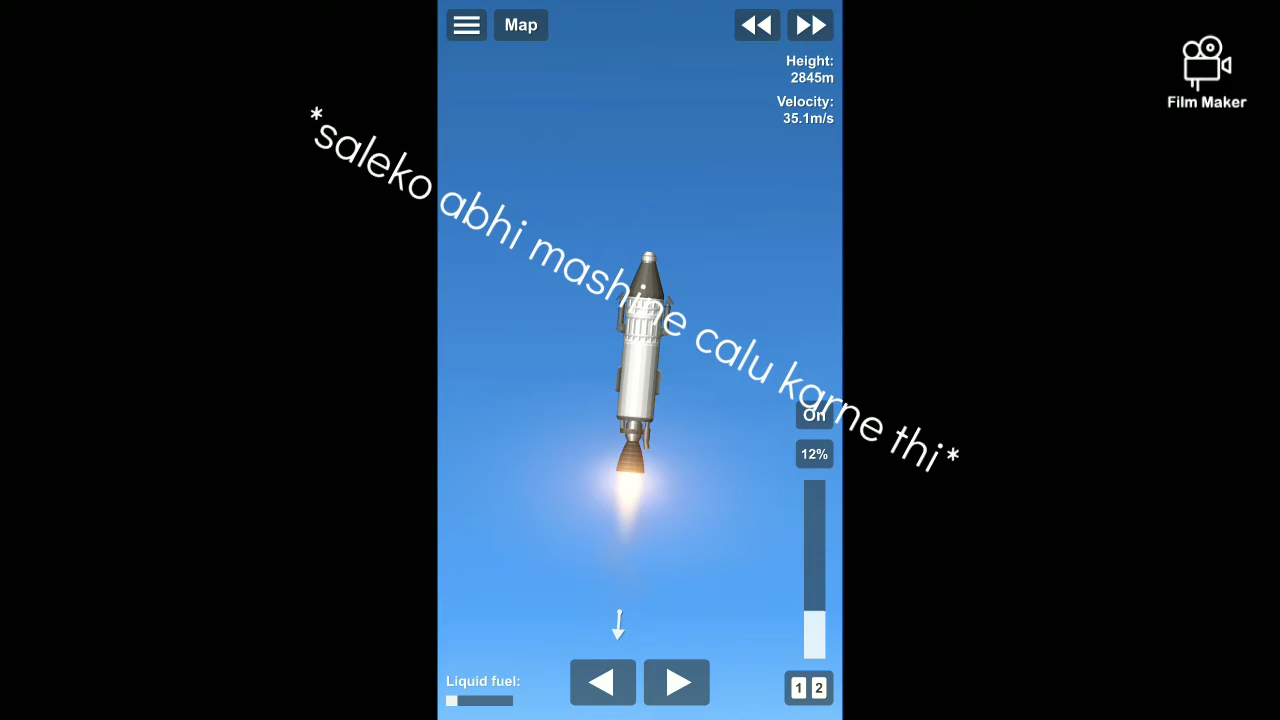 Map
Height:
2845m
Velocity:
35.1m/s
Film Maker
*saleko abhi mashine calu karne thi*
On
12%
Liquid fuel:
1 2